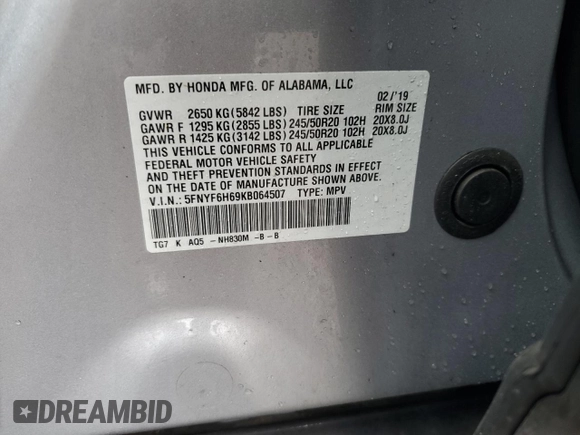 MFD. BY HONDA MFG. OF ALABAMA, LLC
02/'19
GVWR 2650 KG(5842 LBS) TIRE SIZE RIM SIZE
GAWR F 1295 KG(2855 LBS)245/50R20 102H 20X8.0J
GAWR R 1425 KG(3142 LBS)245/50R20 102H 20X8.0J
THIS VEHICLE CONFORMS TO ALL APPLICABLE
FEDERAL MOTOR VEHICLE SAFETY
AND THEFT PREVENTION STANDARDS IN EFFECT
ON THE DATE OF MANUFACTURE SHOWN ABOVE.
V.I.N.: 5FNYF6H69KB064507 TYPE: MPV
TG7 K AQ5 -NH830M -B -B
DREAMBID